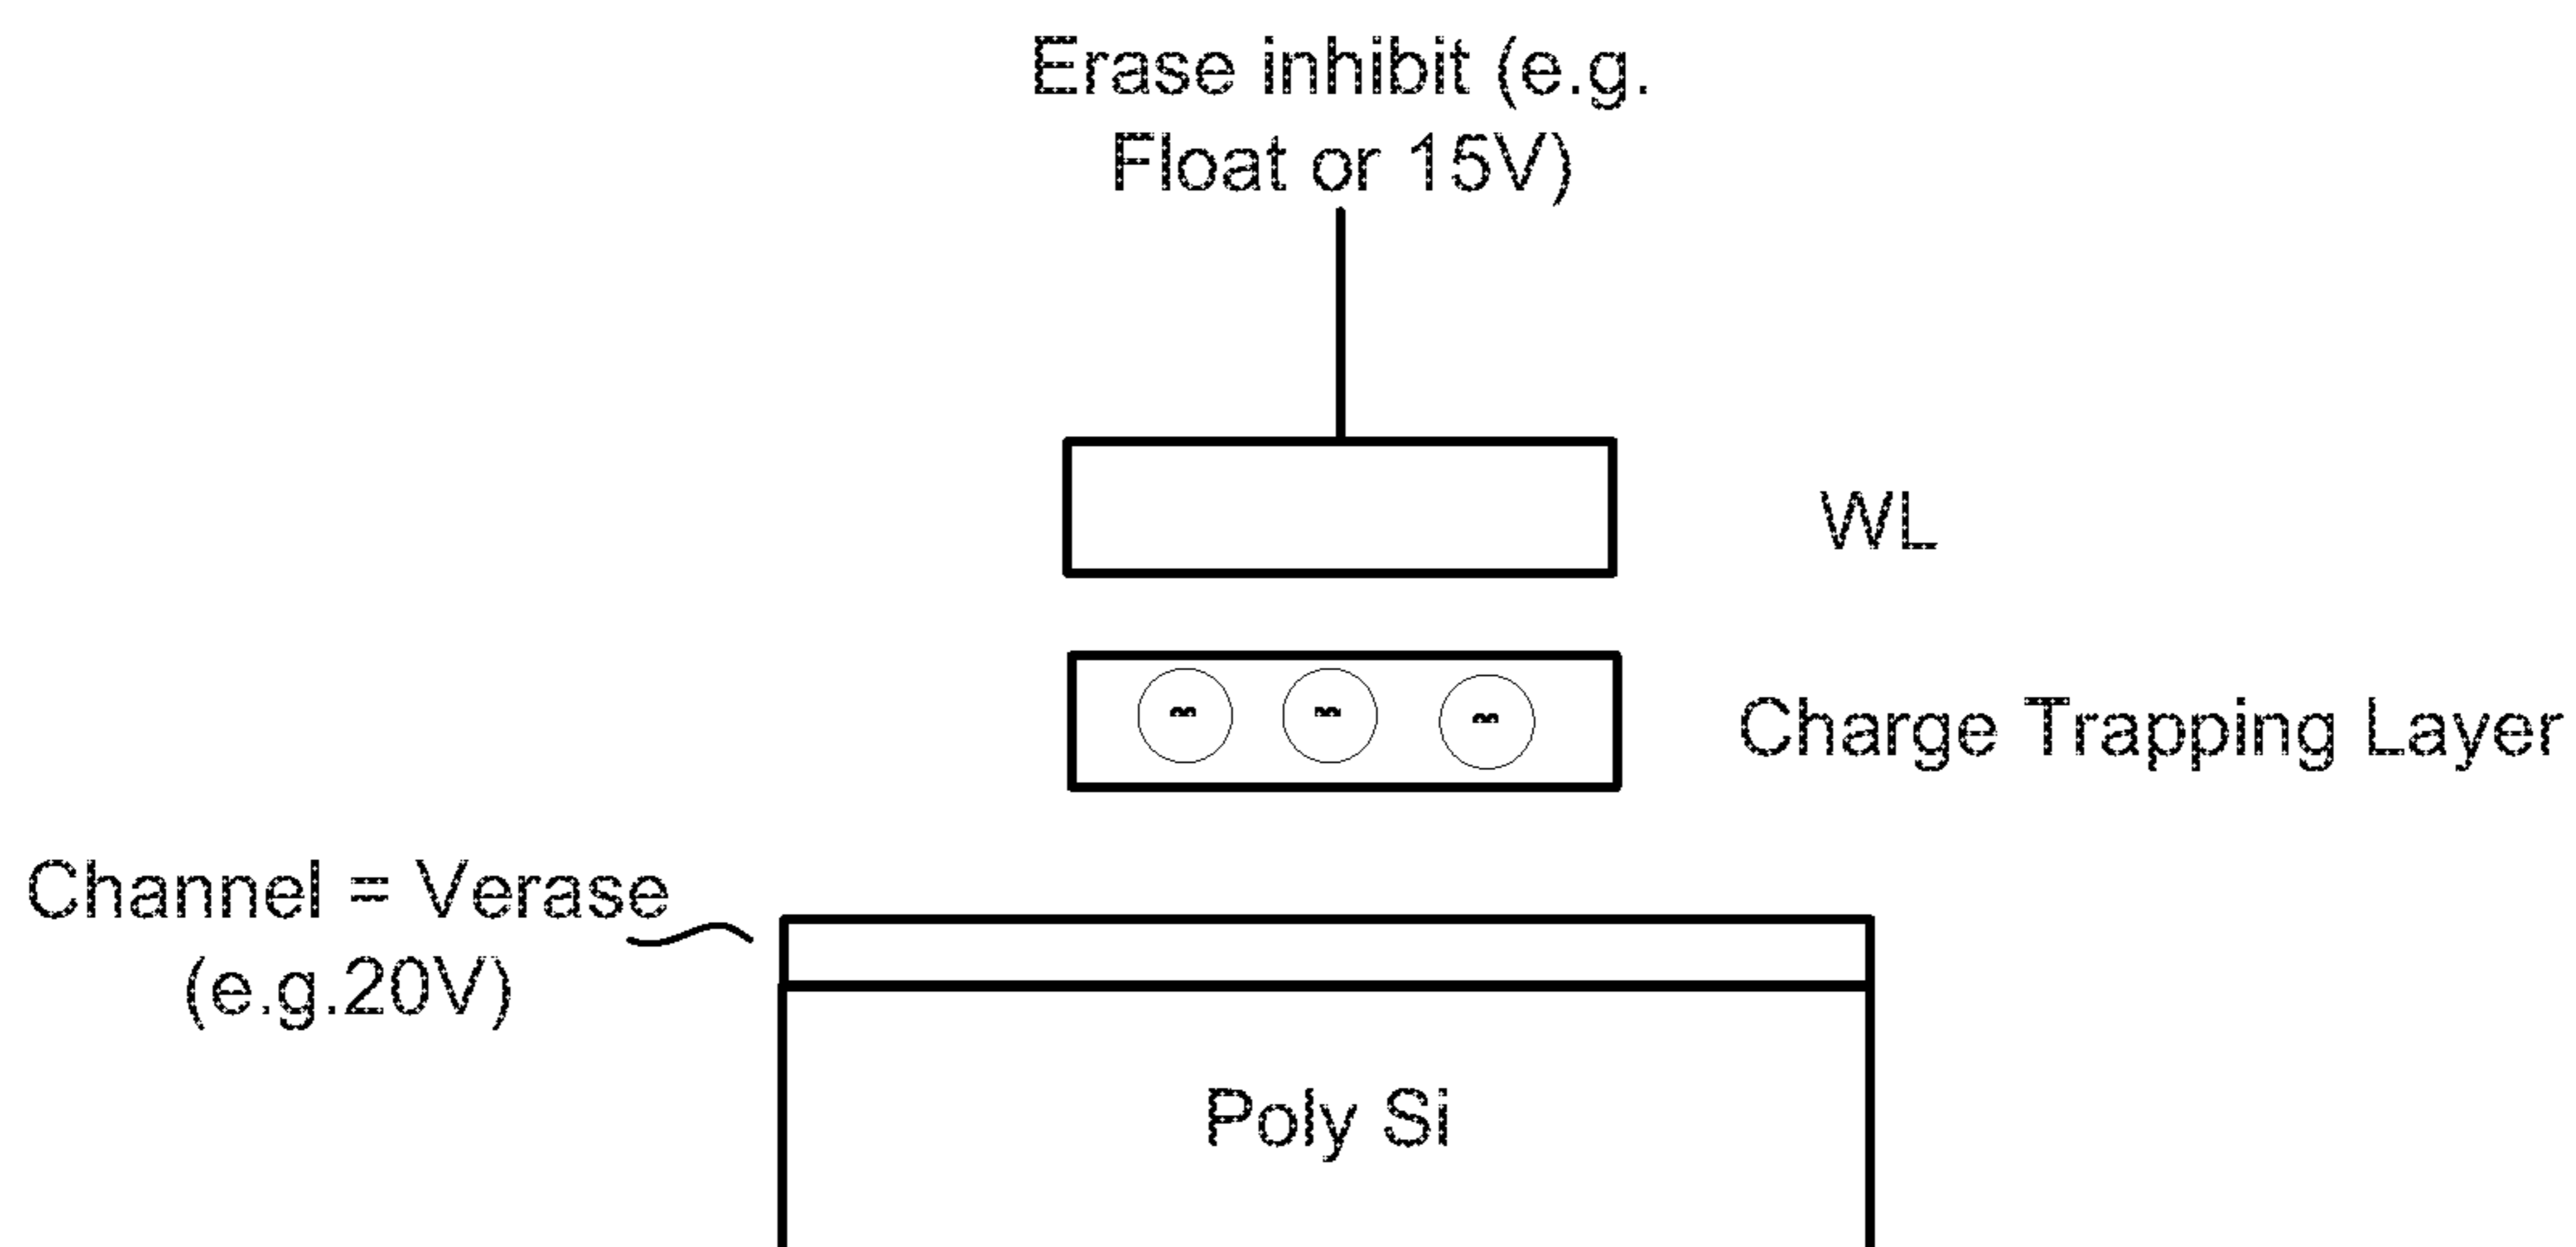 Erase inhibit (e.g.
Float or 15V)
WL
Charge Trapping Layer
Channel = Verase
(e.g.20V)
Poly Si